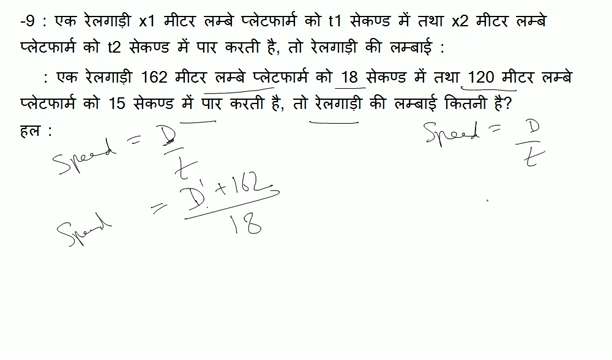 -9 : एक रेलगाड़ी x1 मीटर लम्बे प्लेटफार्म को t1 सेकण्ड में तथा x2 मीटर लम्बे
प्लेटफार्म को t2 सेकण्ड में पार करती है, तो रेलगाड़ी की लम्बाई :
: एक रेलगाड़ी 162 मीटर लम्बे प्लेटफार्म को 18 सेकण्ड में तथा 120 मीटर लम्बे
प्लेटफार्म को 15 सेकण्ड में पार करती है, तो रेलगाड़ी की लम्बाई कितनी है?
हल :
Speed = D/t
Speed = D/t
Speed = D + 162/18